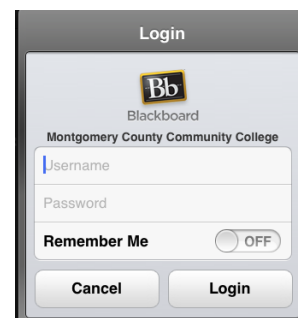 Login
Bb
Blackboard
Montgomery County Community College
Username
Password
Remember Me OFF
Cancel Login